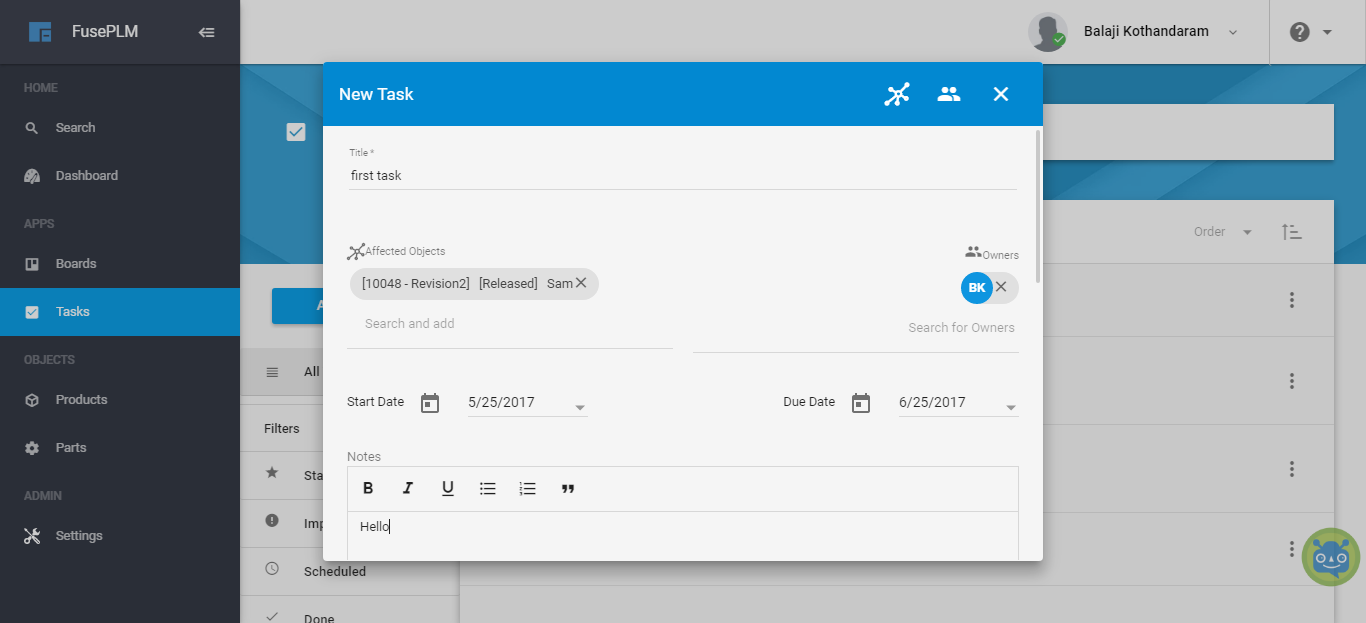 FusePLM
Balaji Kothandaram
HOME
Search
Dashboard
APPS
Boards
Tasks
OBJECTS
Products
Parts
ADMIN
Settings
All
Filters
Scheduled
Done
Order
New Task
Title *
first task
Affected Objects
Owners
[10048 - Revision2] [Released] Sam
BK
Search and add
Search for Owners
Start Date 5/25/2017
Due Date 6/25/2017
Notes
B I U
Hello